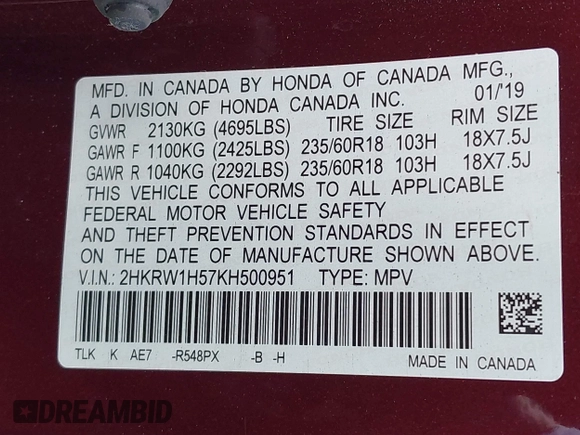 MFD. IN CANADA BY HONDA OF CANADA MFG.,
A DIVISION OF HONDA CANADA INC. 01/'19
GVWR 2130KG (4695LBS) TIRE SIZE RIM SIZE
GAWR F 1100KG (2425LBS) 235/60R18 103H 18X7.5J
GAWR R 1040KG (2292LBS) 235/60R18 103H 18X7.5J
THIS VEHICLE CONFORMS TO ALL APPLICABLE
FEDERAL MOTOR VEHICLE SAFETY
AND THEFT PREVENTION STANDARDS IN EFFECT
ON THE DATE OF MANUFACTURE SHOWN ABOVE.
V.I.N.: 2HKRW1H57KH500951 TYPE: MPV
TLK K AE7 -R548PX -B -H MADE IN CANADA
DREAMBID